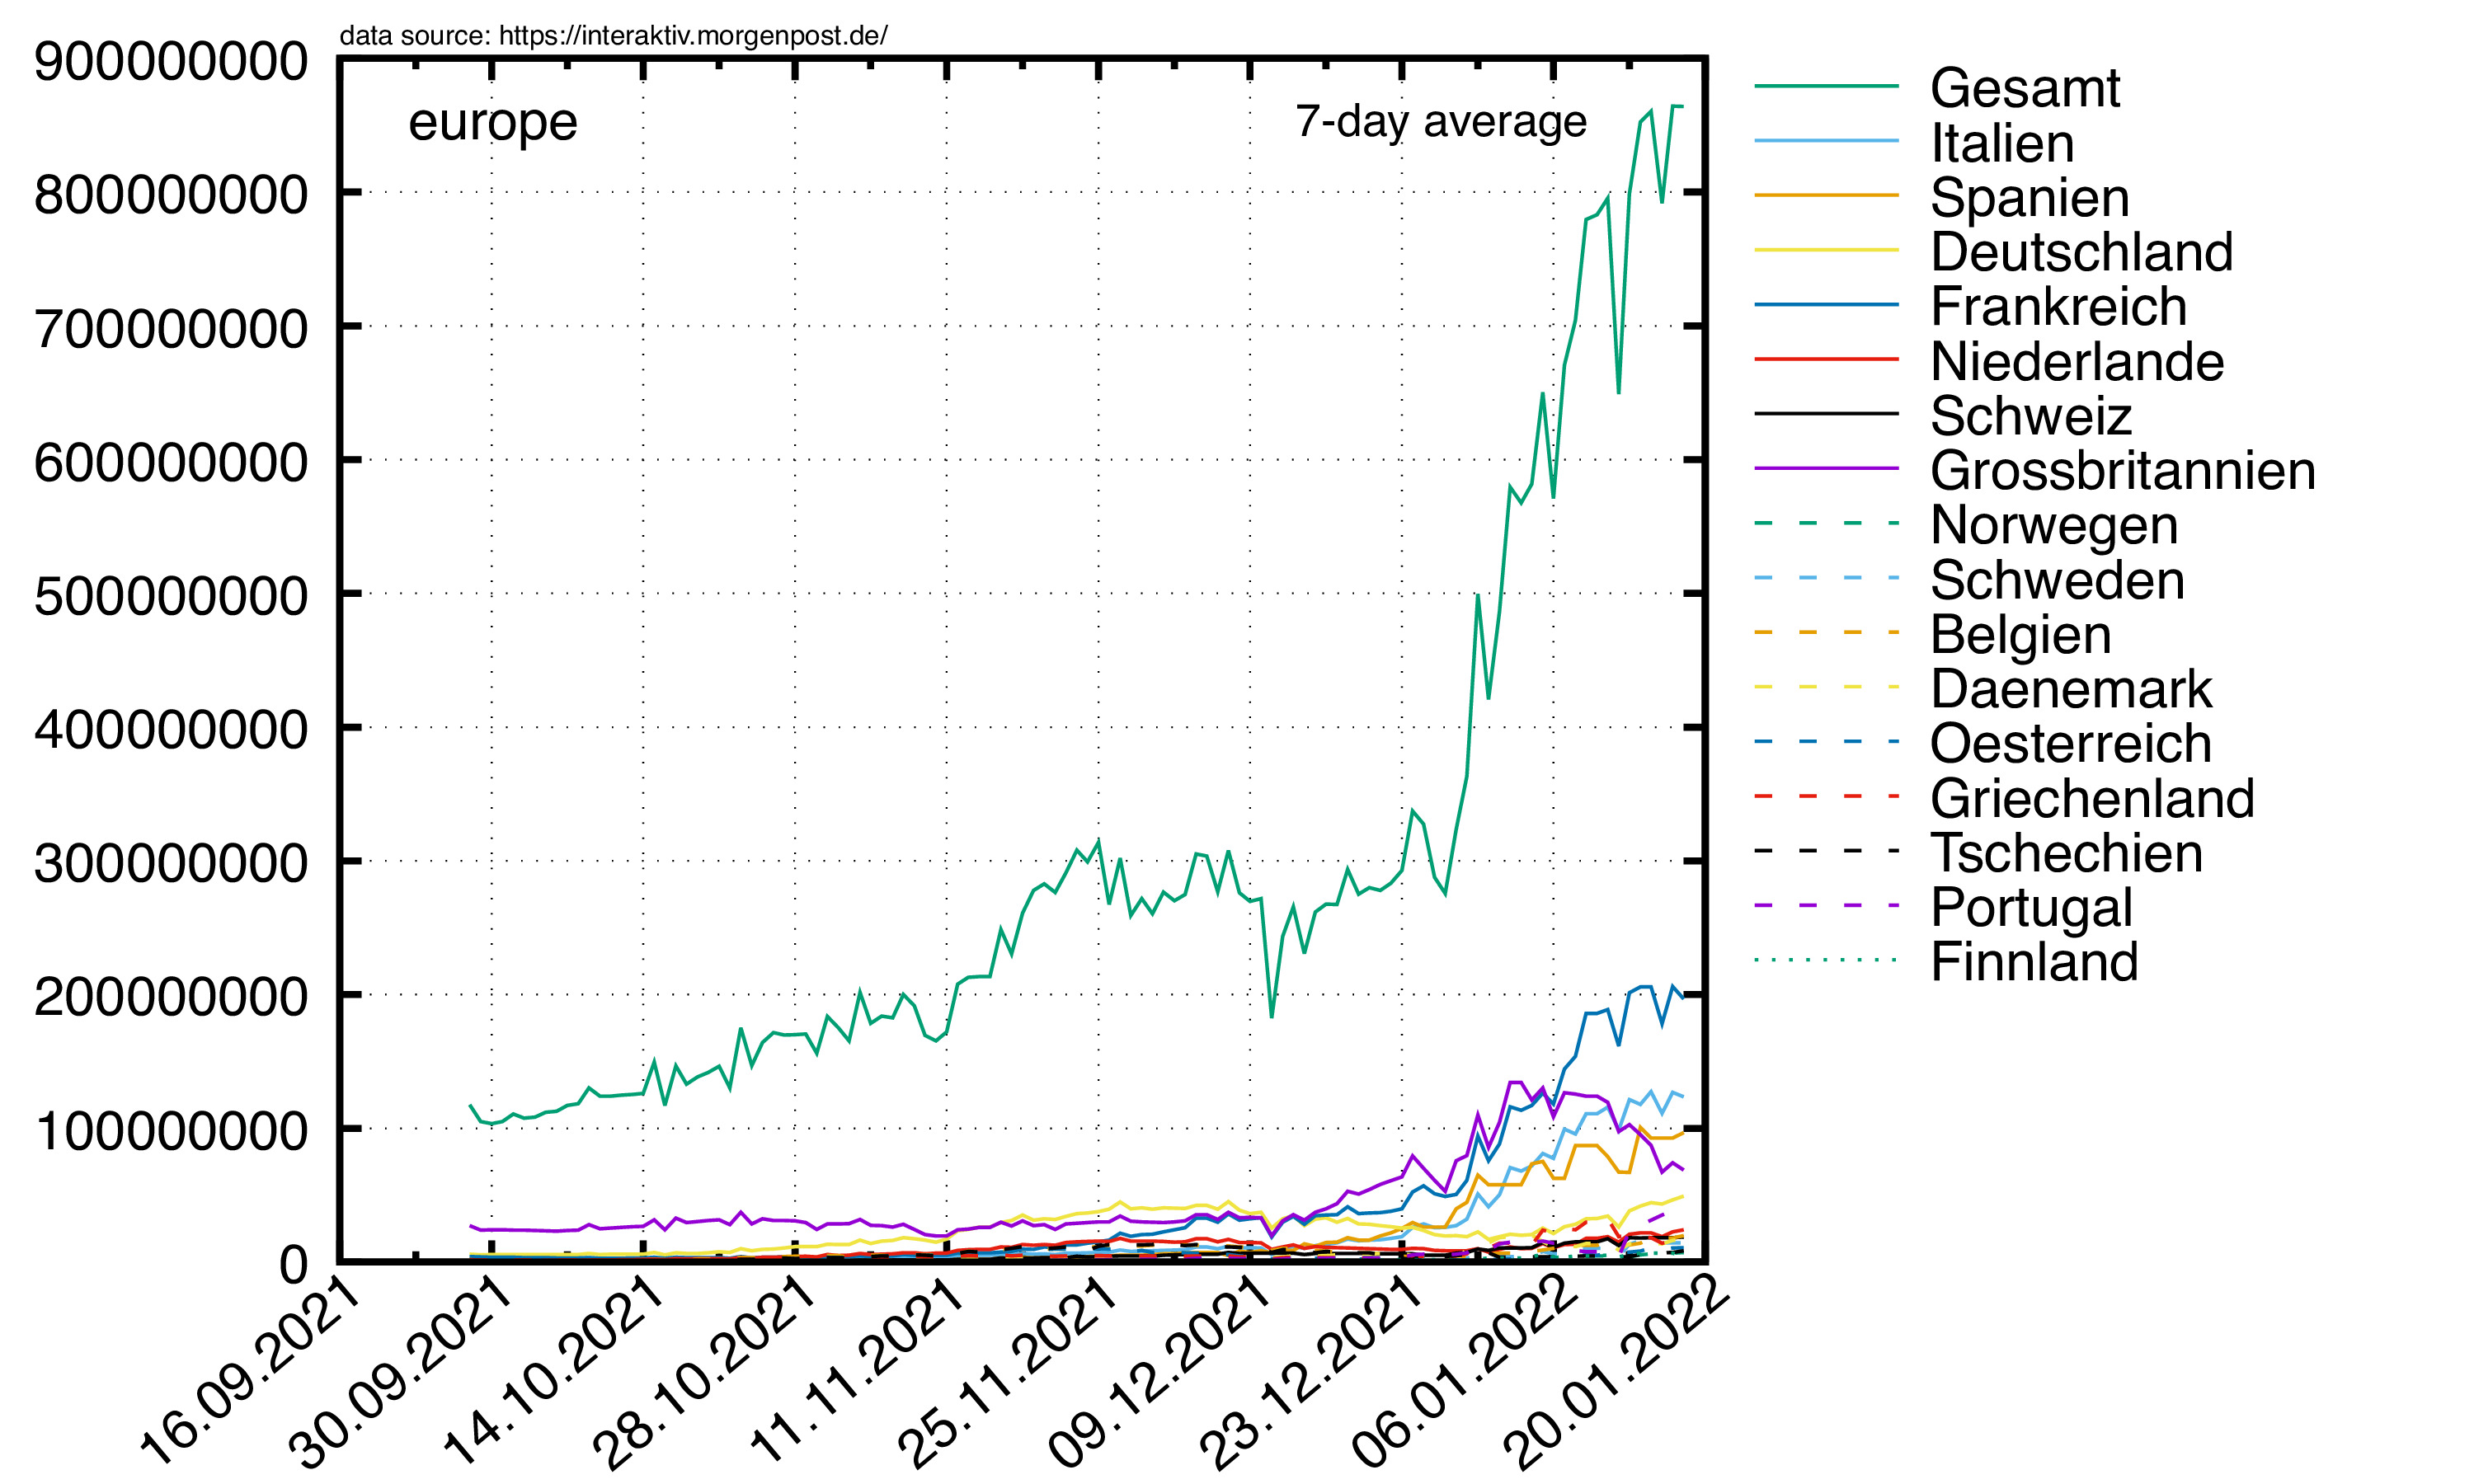 data source: https://interaktiv.morgenpost.de/
europe
7-day average
900000000
800000000
700000000
600000000
500000000
400000000
300000000
200000000
100000000
0
16.09.2021
30.09.2021
14.10.2021
28.10.2021
11.11.2021
25.11.2021
09.12.2021
23.12.2021
06.01.2022
20.01.2022
Gesamt
Italien
Spanien
Deutschland
Frankreich
Niederlande
Schweiz
Grossbritannien
Norwegen
Schweden
Belgien
Daenemark
Oesterreich
Griechenland
Tschechien
Portugal
Finnland